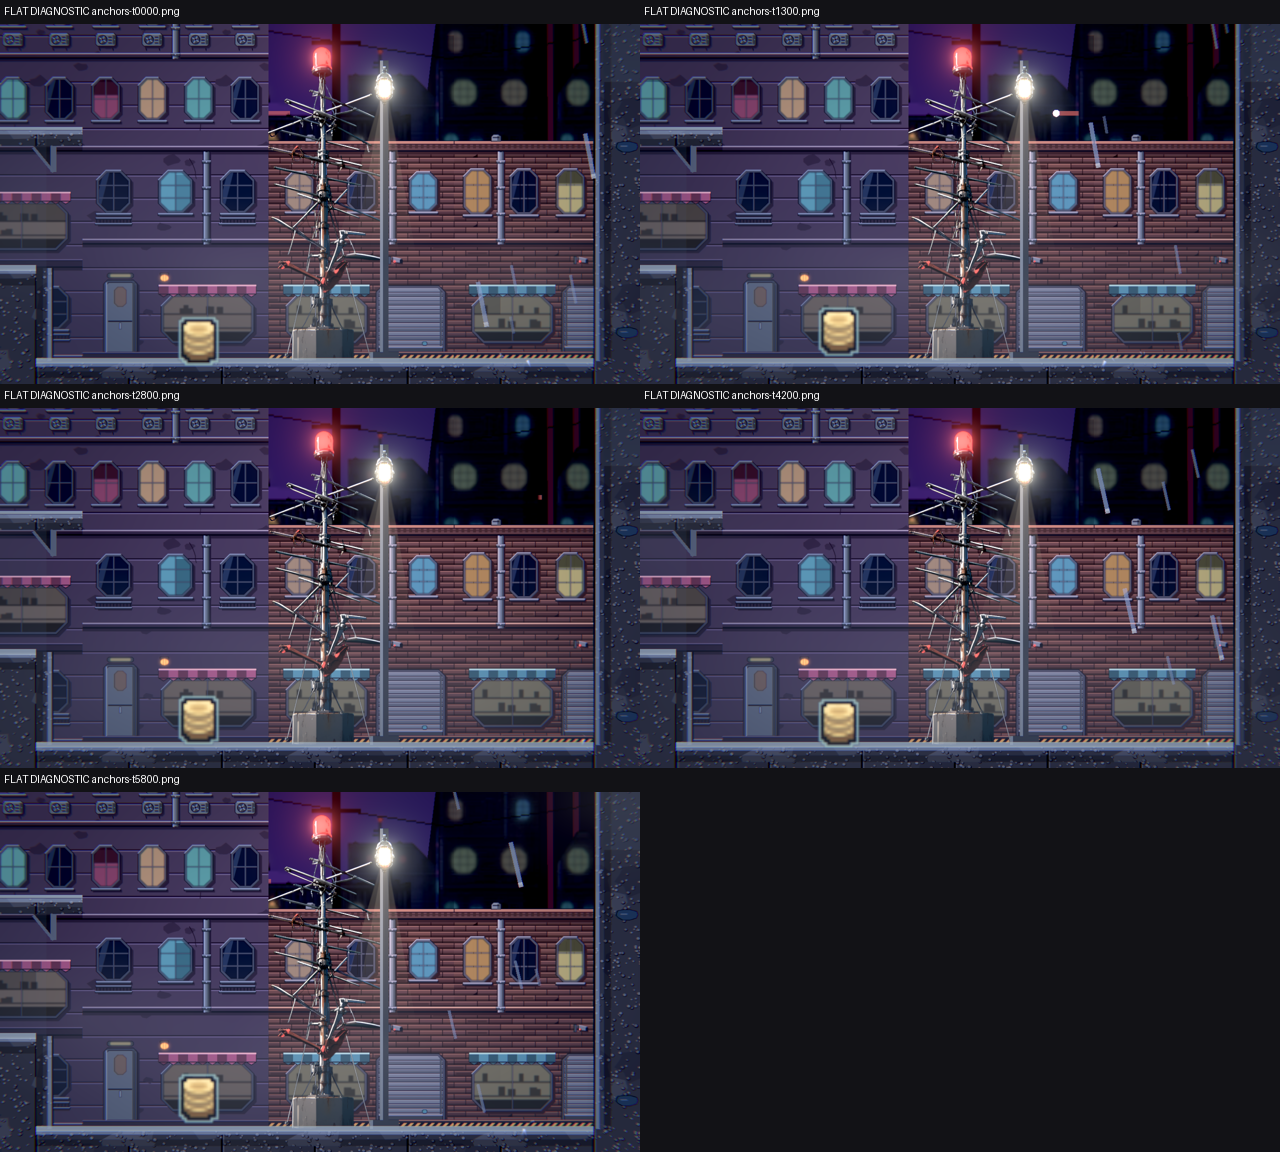 FLAT DIAGNOSTIC anchors-t0000.png
FLAT DIAGNOSTIC anchors-t1300.png
FLAT DIAGNOSTIC anchors-t2800.png
FLAT DIAGNOSTIC anchors-t4200.png
FLAT DIAGNOSTIC anchors-t5800.png